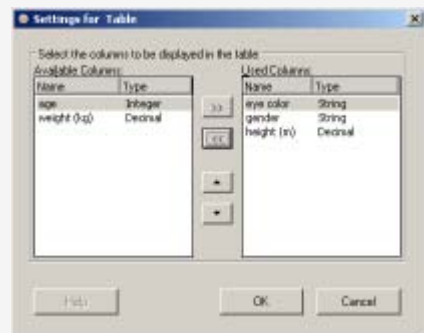 Settings for Table
Select the columns to be displayed in the table
Available Columns:
Name Type
age Integer
weight (kg) Decimal
>>
<<
Used Columns:
Name Type
eye color String
gender String
height (m) Decimal
Help
OK
Cancel